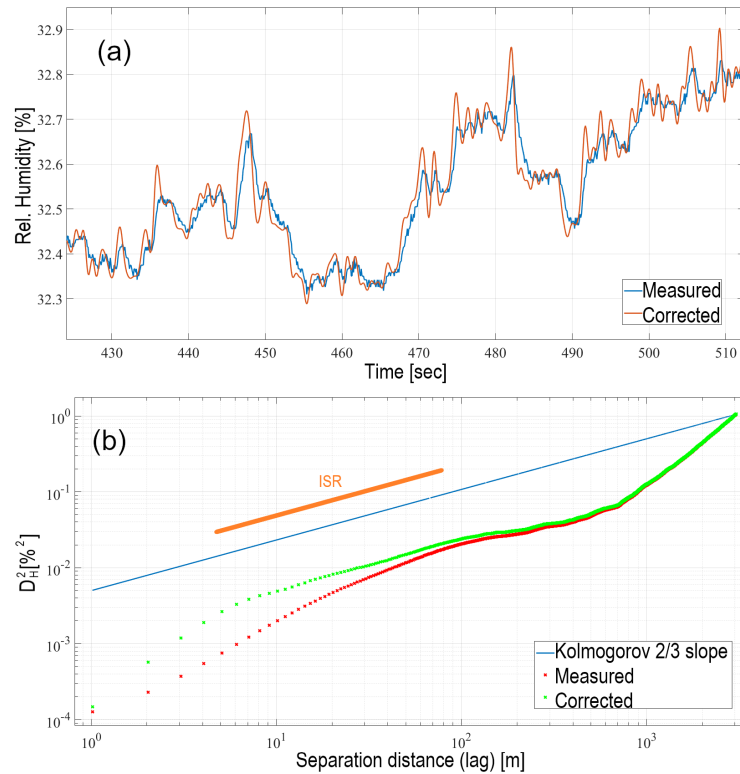 (a)
Rel. Humidity [%]
32.9
32.8
32.7
32.6
32.5
32.4
32.3
430 440 450 460 470 480 490 500 510
Time [sec]
Measured
Corrected
(b)
D_H^2[%^2]
10^0
10^-1
10^-2
10^-3
10^-4
ISR
Kolmogorov 2/3 slope
Measured
Corrected
10^0 10^1 10^2 10^3
Separation distance (lag) [m]